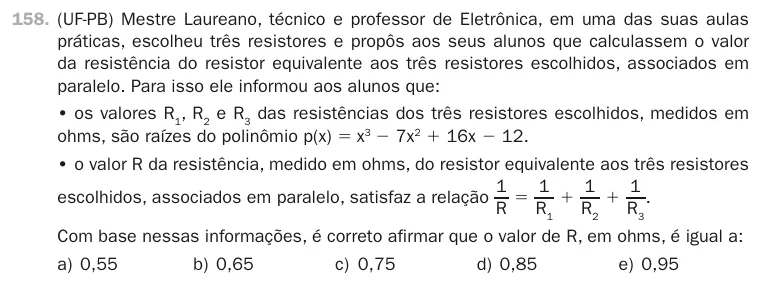 158. (UF-PB) Mestre Laureano, técnico e professor de Eletrônica, em uma das suas aulas
práticas, escolheu três resistores e propôs aos seus alunos que calculassem o valor
da resistência do resistor equivalente aos três resistores escolhidos, associados em
paralelo. Para isso ele informou aos alunos que:
• os valores R₁, R₂ e R₃ das resistências dos três resistores escolhidos, medidos em
ohms, são raízes do polinômio p(x) = x³ − 7x² + 16x − 12.
• o valor R da resistência, medido em ohms, do resistor equivalente aos três resistores
escolhidos, associados em paralelo, satisfaz a relação 1/R = 1/R₁ + 1/R₂ + 1/R₃.
Com base nessas informações, é correto afirmar que o valor de R, em ohms, é igual a:
a) 0,55 b) 0,65 c) 0,75 d) 0,85 e) 0,95